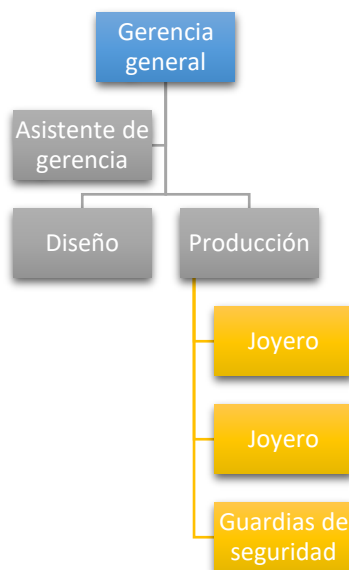 Gerencia
general
Asistente de
gerencia
Diseño
Producción
Joyero
Joyero
Guardias de
seguridad